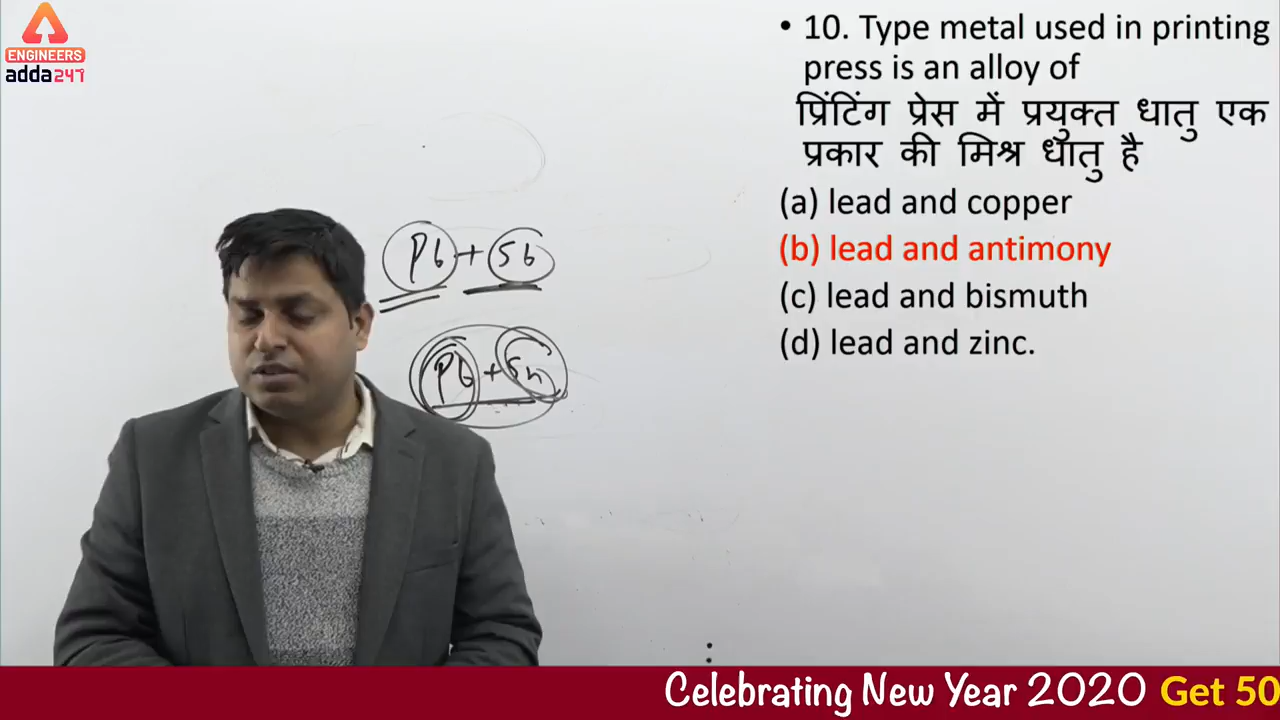 ENGINEERS
adda247
• 10. Type metal used in printing
press is an alloy of
प्रिंटिंग प्रेस में प्रयुक्त धातु एक
प्रकार की मिश्र धातु है
(a) lead and copper
(b) lead and antimony
(c) lead and bismuth
(d) lead and zinc.
Pb + Sb
Pb + Sn
Celebrating New Year 2020 Get 50